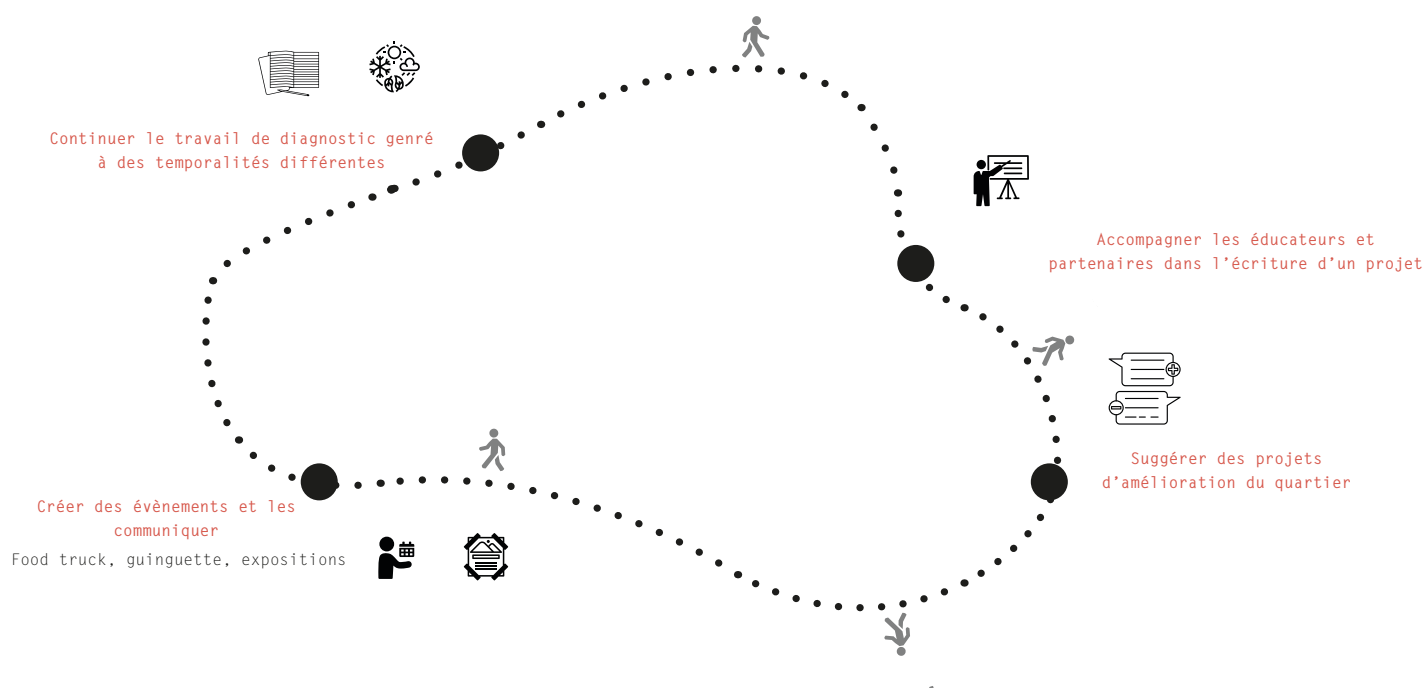 Continuer le travail de diagnostic genré
à des temporalités différentes
Accompagner les éducateurs et
partenaires dans l'écriture d'un projet
Suggérer des projets
d'amélioration du quartier
Créer des évènements et les
communiquer
Food truck, guinguette, expositions